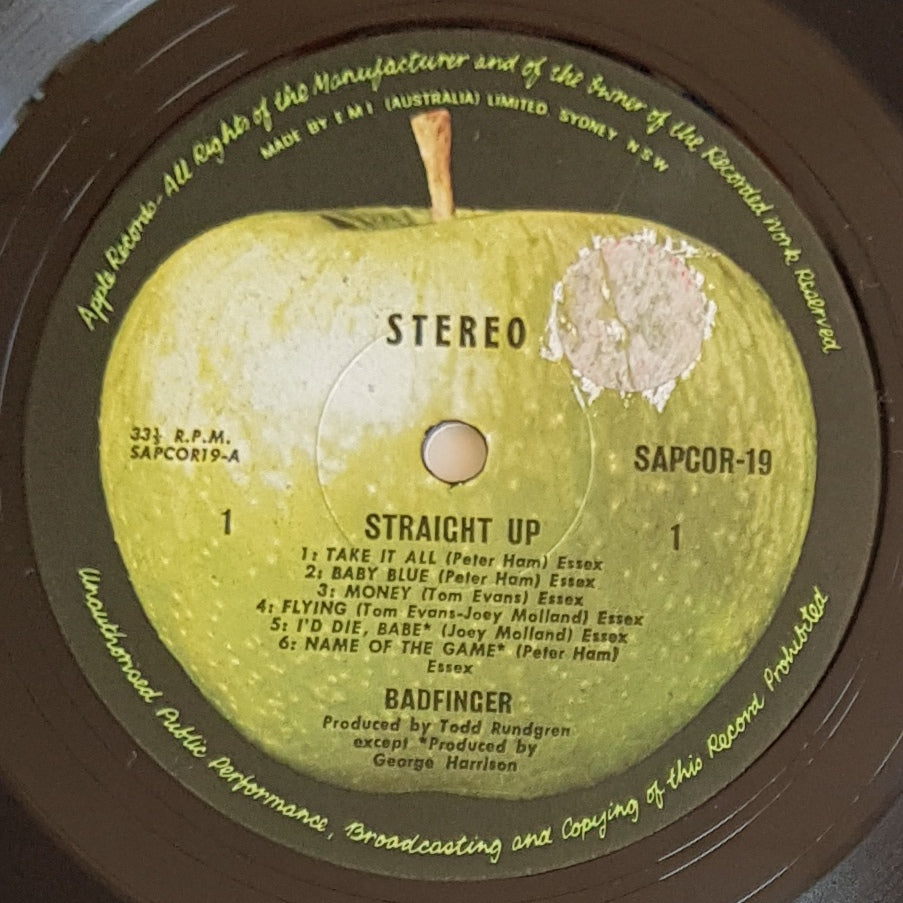 Apple Records - All Rights of the Manufacturer and of the Owner of the Recorded Work Reserved
MADE BY E M I (AUSTRALIA) LIMITED, SYDNEY N S W
STEREO
33⅓ R.P.M.
SAPCOR19-A
SAPCOR-19
1
1
STRAIGHT UP
1: TAKE IT ALL (Peter Ham) Essex
2: BABY BLUE (Peter Ham) Essex
3: MONEY (Tom Evans) Essex
4: FLYING (Tom Evans-Joey Molland) Essex
5: I'D DIE, BABE* (Joey Molland) Essex
6: NAME OF THE GAME* (Peter Ham)
Essex
BADFINGER
Produced by Todd Rundgren
except *Produced by
George Harrison
Unauthorised Public Performance, Broadcasting and Copying of this Record Prohibited